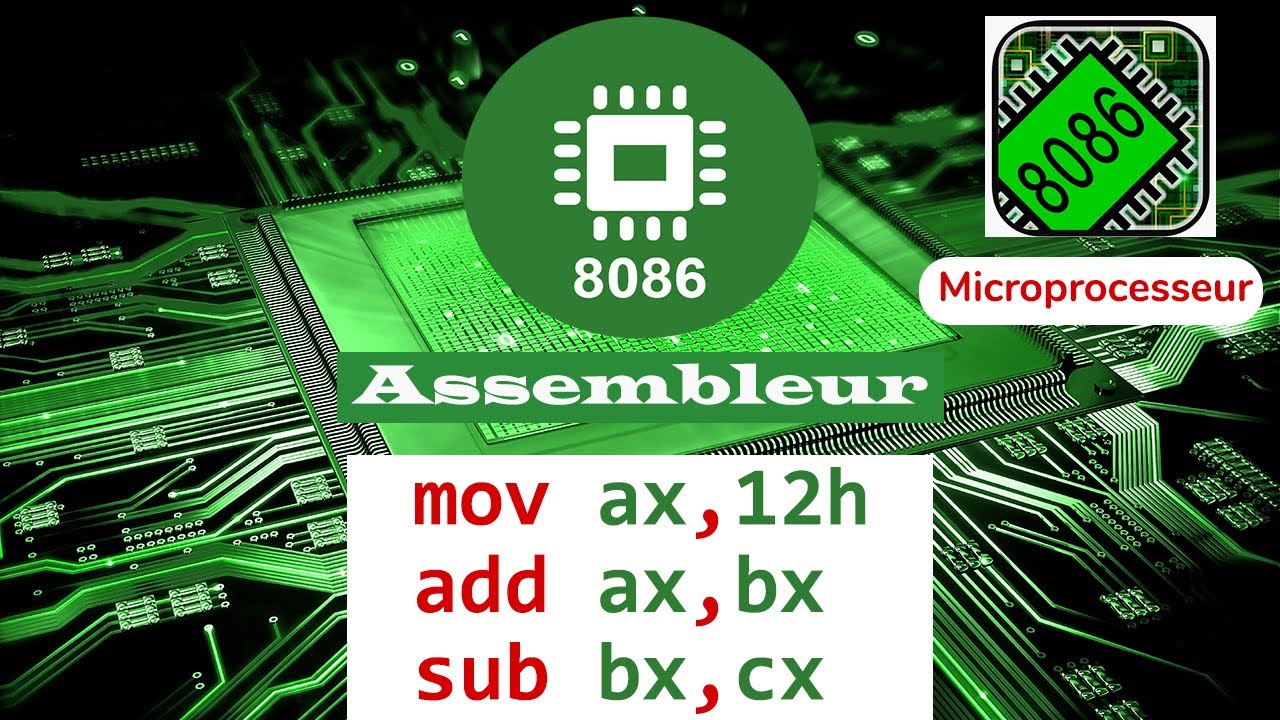 8086
8086
Microprocesseur
Assembleur
mov ax,12h
add ax,bx
sub bx,cx